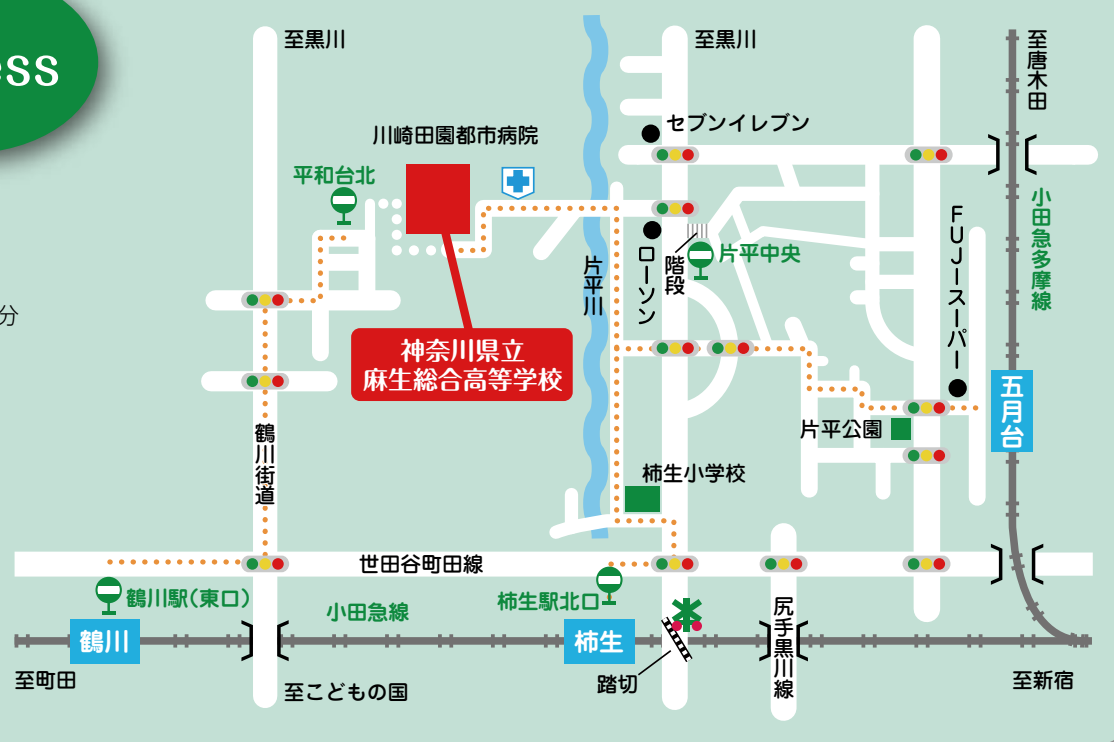 ess
分
至黒川
至黒川
至唐木田
セブンイレブン
川崎田園都市病院
平和台北
小田急多摩線
FUJIスーパー
片平中央
階段
ローソン
片平川
神奈川県立
麻生総合高等学校
五月台
片平公園
鶴川街道
柿生小学校
世田谷町田線
鶴川駅(東口)
小田急線
柿生駅北口
尻手黒川線
鶴川
柿生
踏切
至町田
至こどもの国
至新宿